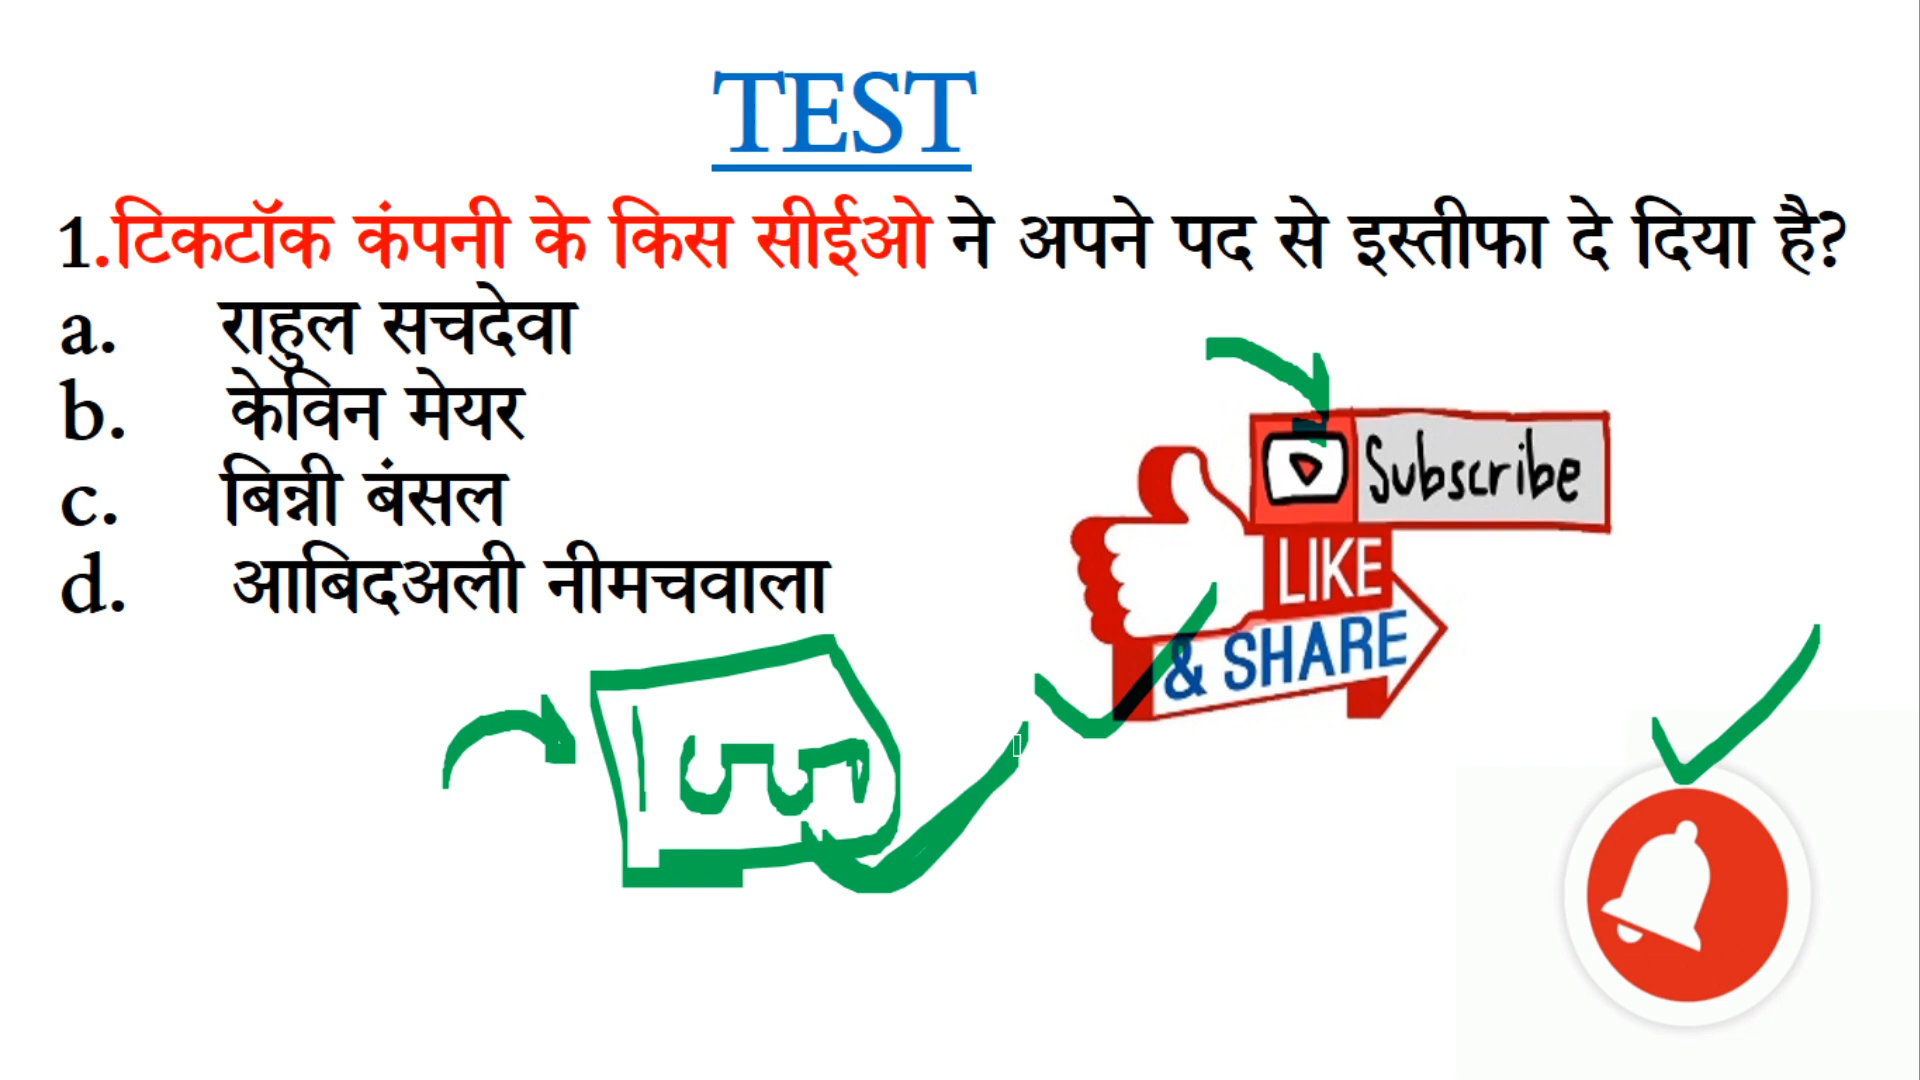 TEST
1.टिकटॉक कंपनी के किस सीईओ ने अपने पद से इस्तीफा दे दिया है?
a. राहुल सचदेवा
b. केविन मेयर
c. बिन्नी बंसल
d. आबिदअली नीमचवाला
Subscribe
LIKE
& SHARE